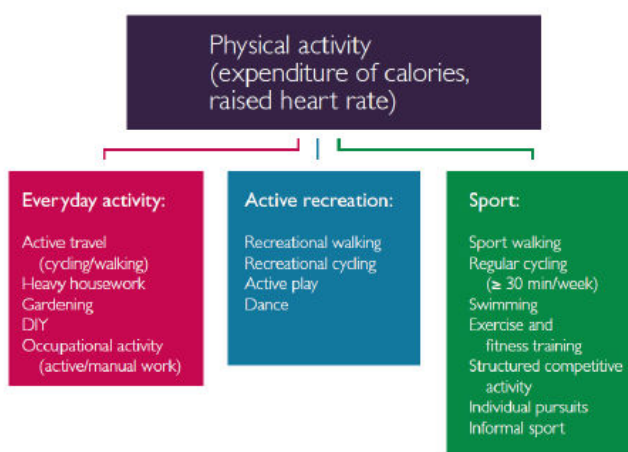 Physical activity
(expenditure of calories,
raised heart rate)
Everyday activity:
Active travel
(cycling/walking)
Heavy housework
Gardening
DIY
Occupational activity
(active/manual work)
Active recreation:
Recreational walking
Recreational cycling
Active play
Dance
Sport:
Sport walking
Regular cycling
(≥ 30 min/week)
Swimming
Exercise and
fitness training
Structured competitive
activity
Individual pursuits
Informal sport